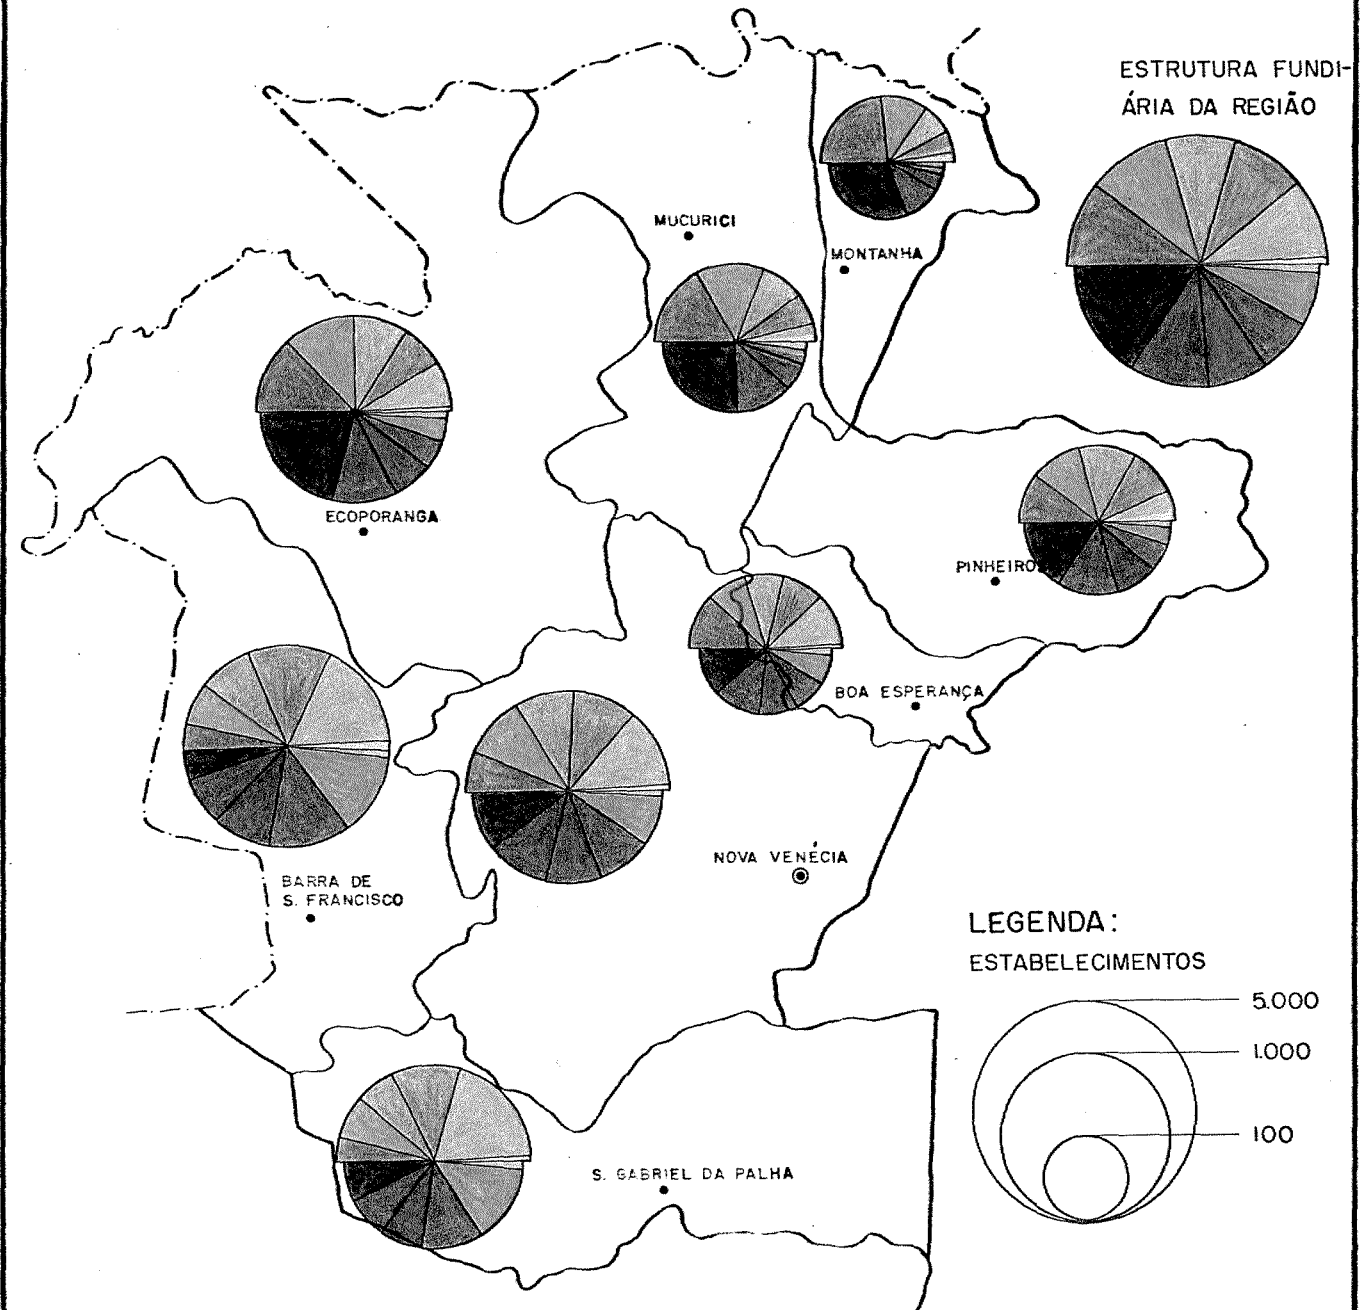 ESTRUTURA FUNDI-
ÁRIA DA REGIÃO
MUCURICI
MONTANHA
ECOPORANGA
PINHEIROS
BOA ESPERANÇA
NOVA VENÉCIA
BARRA DE
S. FRANCISCO
S. GABRIEL DA PALHA
LEGENDA:
ESTABELECIMENTOS
5.000
1.000
100